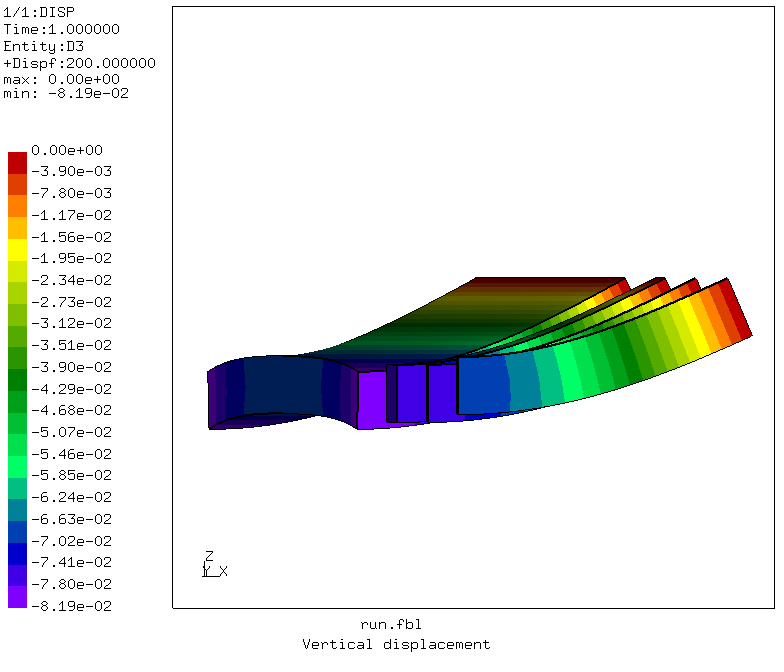 1/1:DISP
Time:1.000000
Entity:D3
+Dispf:200.000000
max: 0.00e+00
min: -8.19e-02
0.00e+00
-3.90e-03
-7.80e-03
-1.17e-02
-1.56e-02
-1.95e-02
-2.34e-02
-2.73e-02
-3.12e-02
-3.51e-02
-3.90e-02
-4.29e-02
-4.68e-02
-5.07e-02
-5.46e-02
-5.85e-02
-6.24e-02
-6.63e-02
-7.02e-02
-7.41e-02
-7.80e-02
-8.19e-02
Z
Y X
run.fbl
Vertical displacement